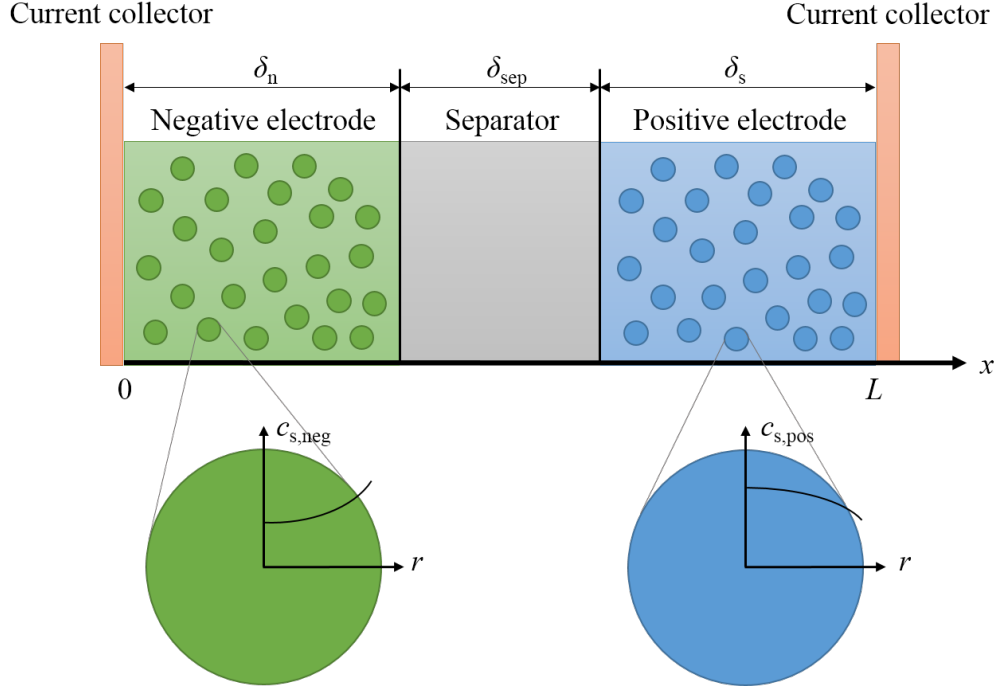 Current collector
Current collector
δn
δsep
δs
Negative electrode
Separator
Positive electrode
x
0
L
cs,neg
cs,pos
r
r